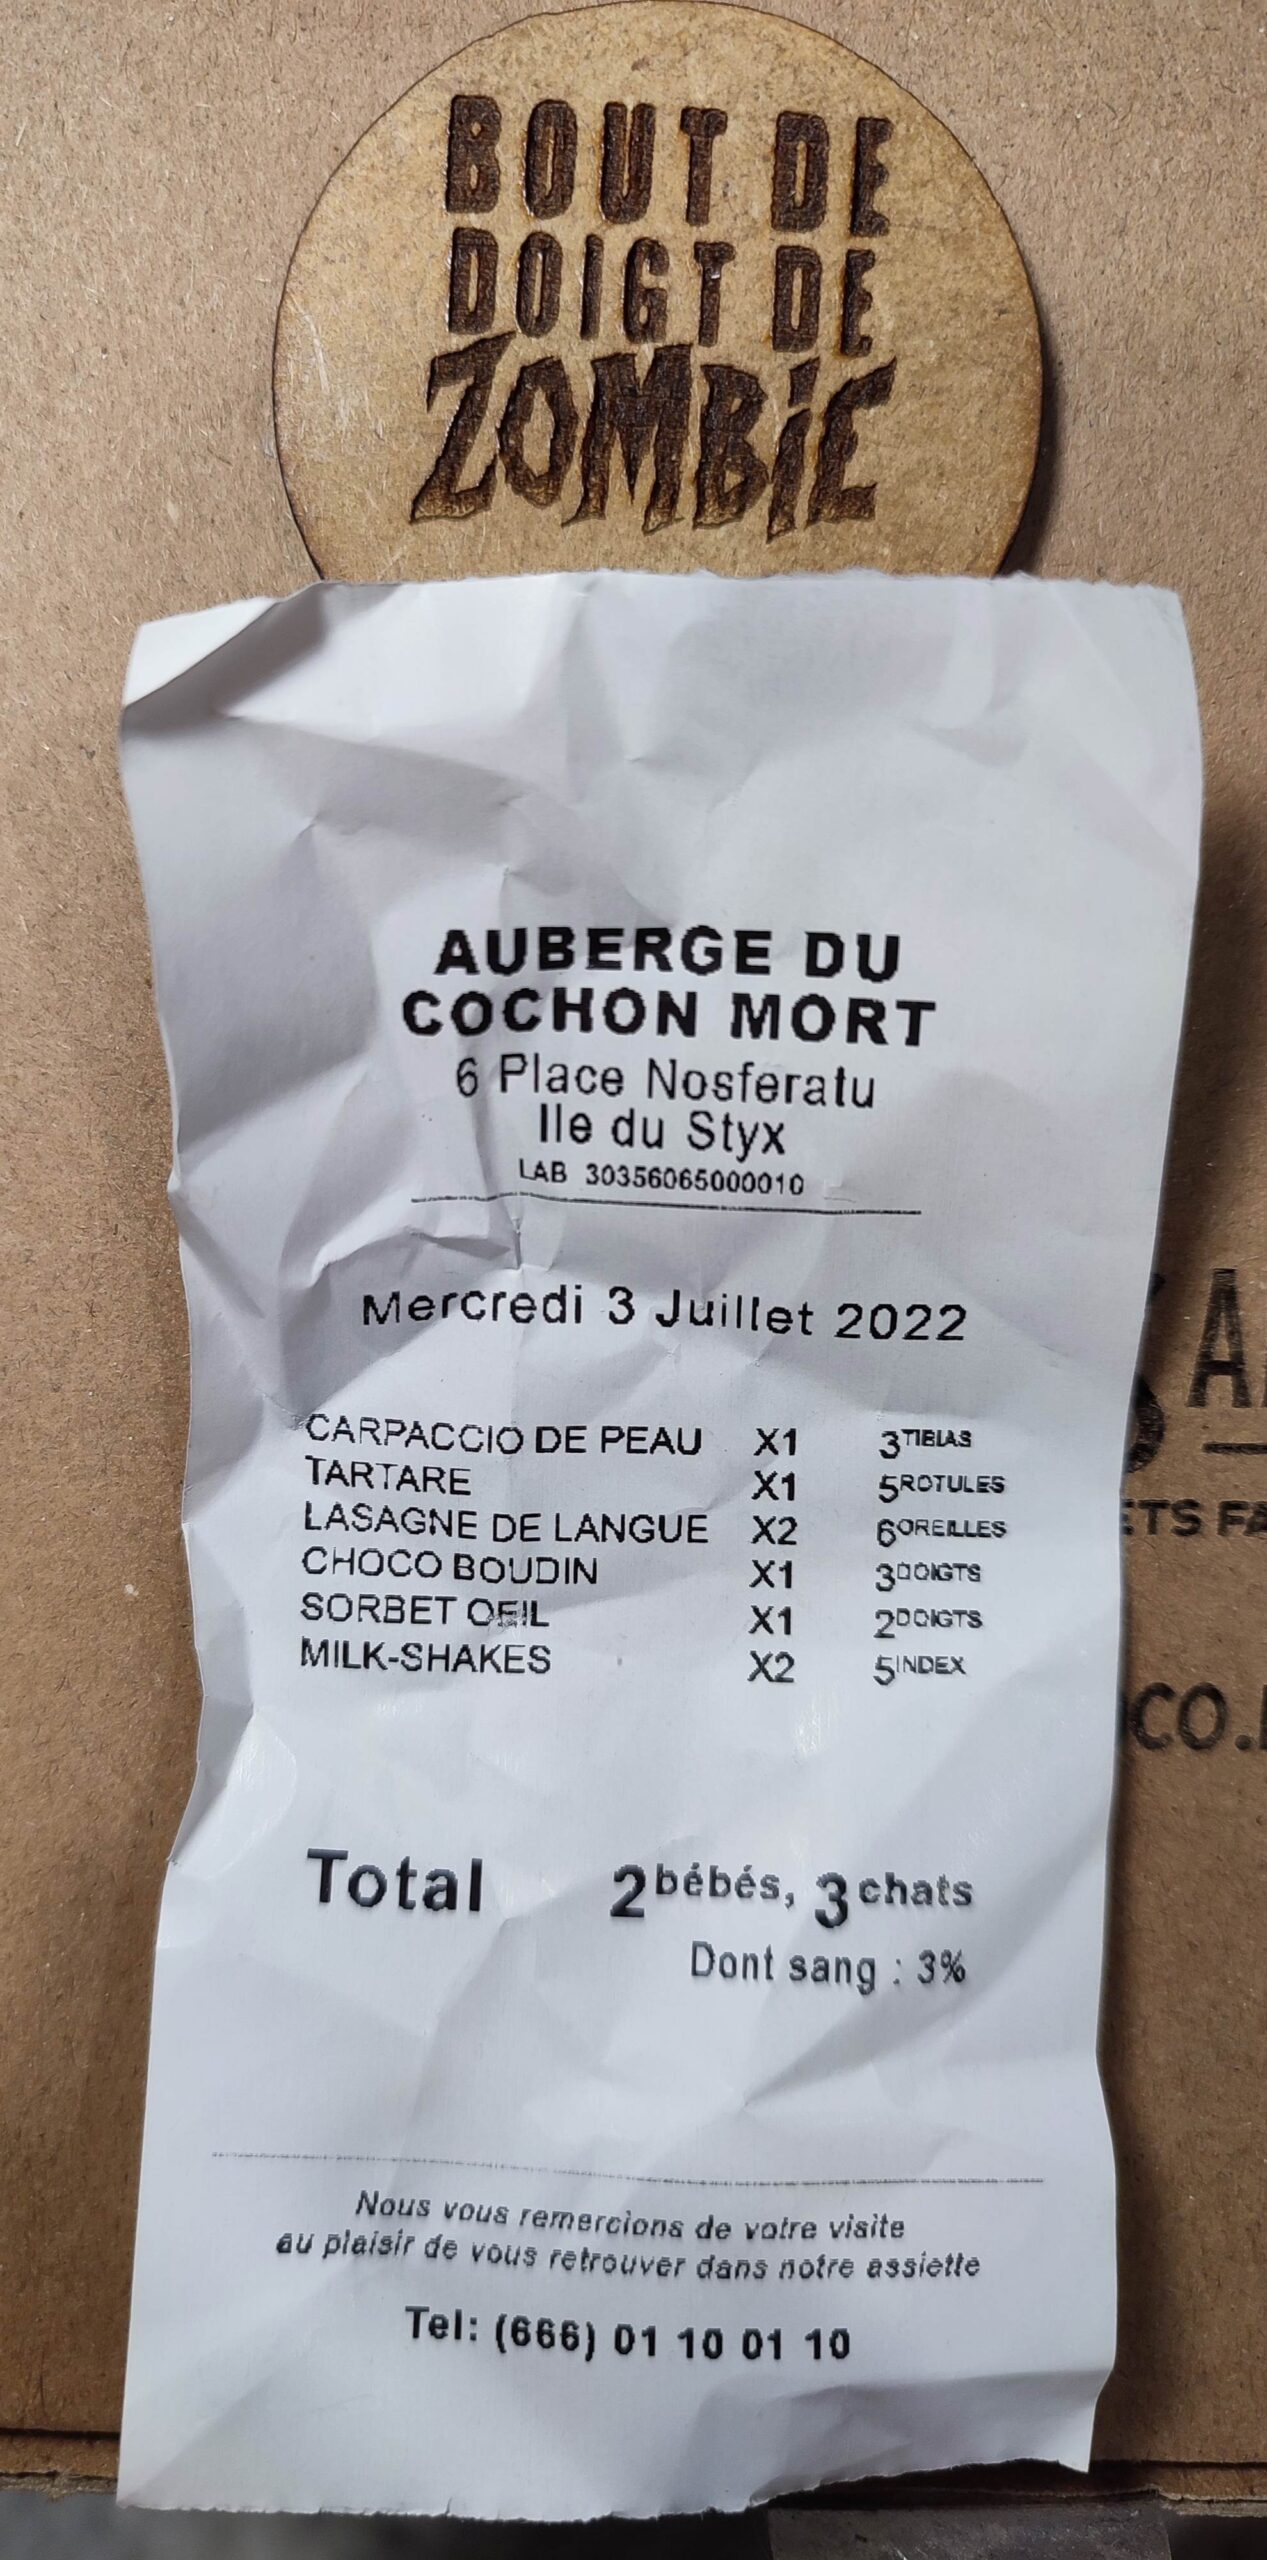 BOUT DE
DOIGT DE
ZOMBiE
AUBERGE DU
COCHON MORT
6 Place Nosferatu
Ile du Styx
LAB 30356065000010
Mercredi 3 Juillet 2022
CARPACCIO DE PEAU X1 3TIBIAS
TARTARE X1 5ROTULES
LASAGNE DE LANGUE X2 6OREILLES
CHOCO BOUDIN X1 3DOIGTS
SORBET OEIL X1 2DOIGTS
MILK-SHAKES X2 5INDEX
Total 2bébés, 3chats
Dont sang : 3%
Nous vous remercions de votre visite
au plaisir de vous retrouver dans notre assiette
Tel: (666) 01 10 01 10